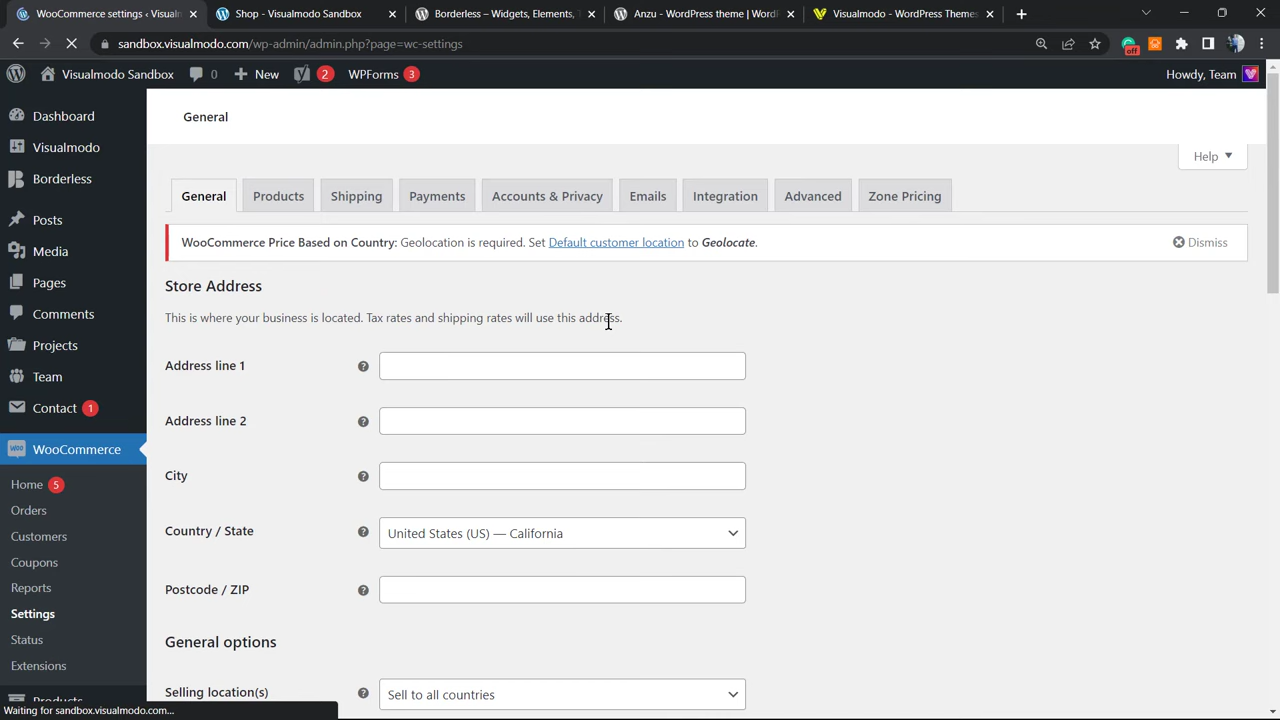 WooCommerce settings ‹ Visualmo
Shop - Visualmodo Sandbox
Borderless – Widgets, Elements, T
Anzu - WordPress theme | WordP
Visualmodo - WordPress Themes
sandbox.visualmodo.com/wp-admin/admin.php?page=wc-settings
off
Visualmodo Sandbox
0
New
2
WPForms 3
Howdy, Team
Dashboard
Visualmodo
Borderless
Posts
Media
Pages
Comments
Projects
Team
Contact 1
WooCommerce
Home 5
Orders
Customers
Coupons
Reports
Settings
Status
Extensions
Products
General
Help
General
Products
Shipping
Payments
Accounts & Privacy
Emails
Integration
Advanced
Zone Pricing
WooCommerce Price Based on Country: Geolocation is required. Set Default customer location to Geolocate.
Dismiss
Store Address
This is where your business is located. Tax rates and shipping rates will use this address.
Address line 1
Address line 2
City
Country / State
United States (US) — California
Postcode / ZIP
General options
Selling location(s)
Sell to all countries
Waiting for sandbox.visualmodo.com...